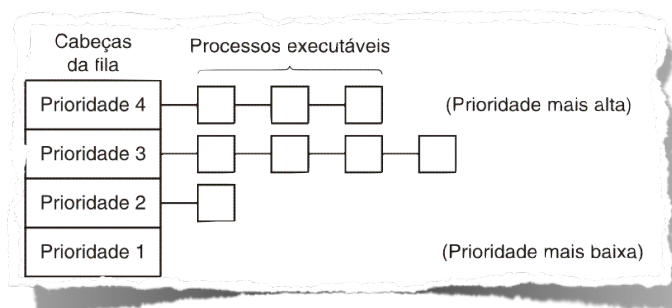 Cabeças
da fila
Processos executáveis
Prioridade 4
(Prioridade mais alta)
Prioridade 3
Prioridade 2
Prioridade 1
(Prioridade mais baixa)